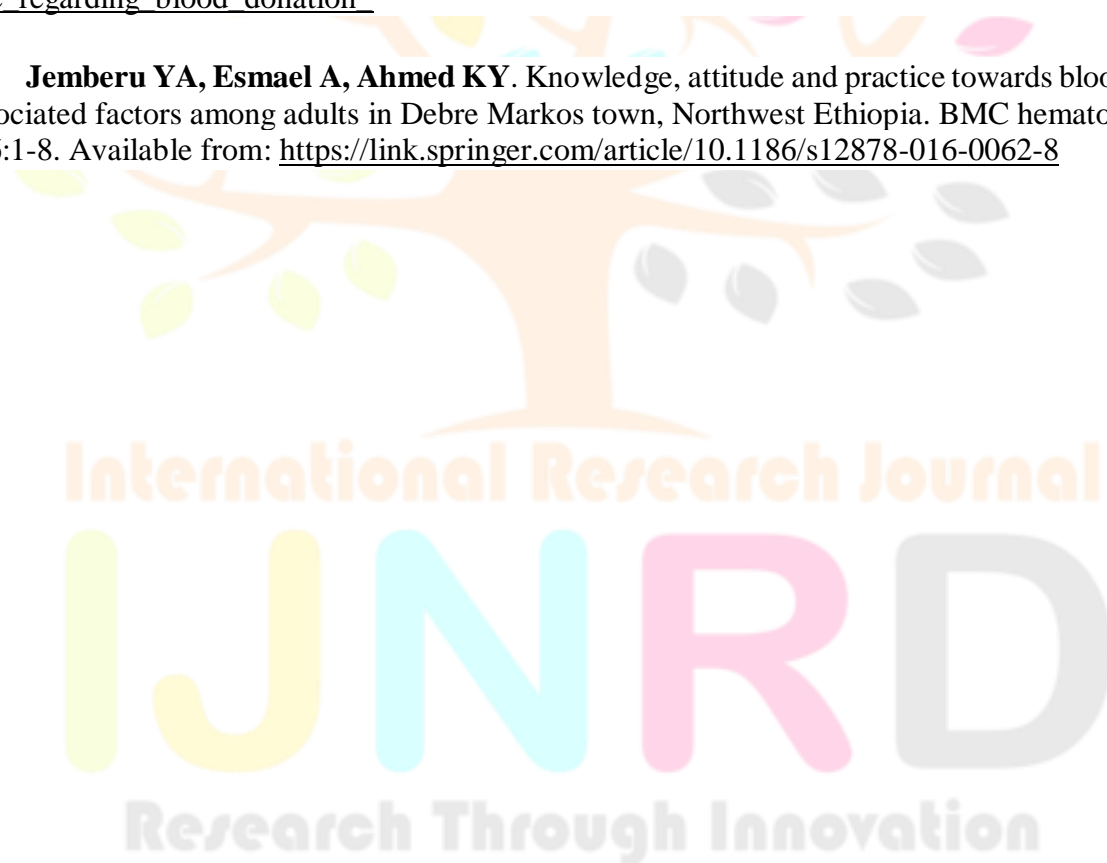 e_regarding_blood_donation_
Jemberu YA, Esmael A, Ahmed KY. Knowledge, attitude and practice towards bloo
ociated factors among adults in Debre Markos town, Northwest Ethiopia. BMC hemato
:1-8. Available from: https://link.springer.com/article/10.1186/s12878-016-0062-8
International Research Journal
IJNRD
Research Through Innovation